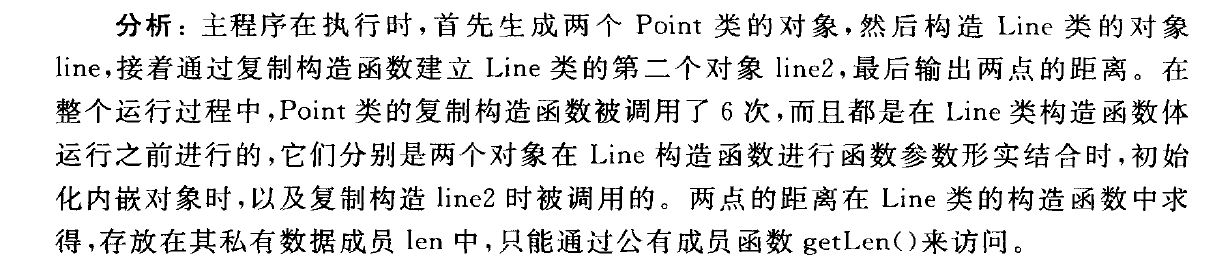 分析：主程序在执行时，首先生成两个 Point 类的对象，然后构造 Line 类的对象
line，接着通过复制构造函数建立 Line 类的第二个对象 line2，最后输出两点的距离。在
整个运行过程中，Point 类的复制构造函数被调用了 6 次，而且都是在 Line 类构造函数体
运行之前进行的，它们分别是两个对象在 Line 构造函数进行函数参数形实结合时，初始
化内嵌对象时，以及复制构造 line2 时被调用的。两点的距离在 Line 类的构造函数中求
得，存放在其私有数据成员 len 中，只能通过公有成员函数 getLen()来访问。